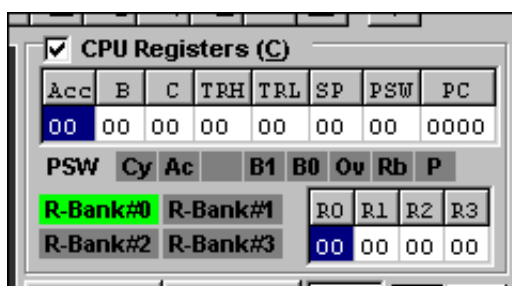 CPU Registers (C)
Acc B C TRH TRL SP PSW PC
00 00 00 00 00 00 00 0000
PSW Cy Ac B1 B0 Ov Rb P
R-Bank#0 R-Bank#1 R0 R1 R2 R3
R-Bank#2 R-Bank#3 00 00 00 00